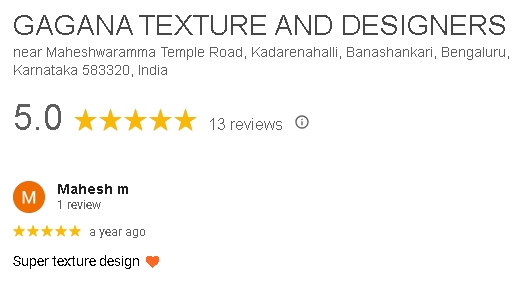 GAGANA TEXTURE AND DESIGNERS
near Maheshwaramma Temple Road, Kadarenahalli, Banashankari, Bengaluru,
Karnataka 583320, India
5.0 13 reviews
M
Mahesh m
1 review
a year ago
Super texture design 🧡